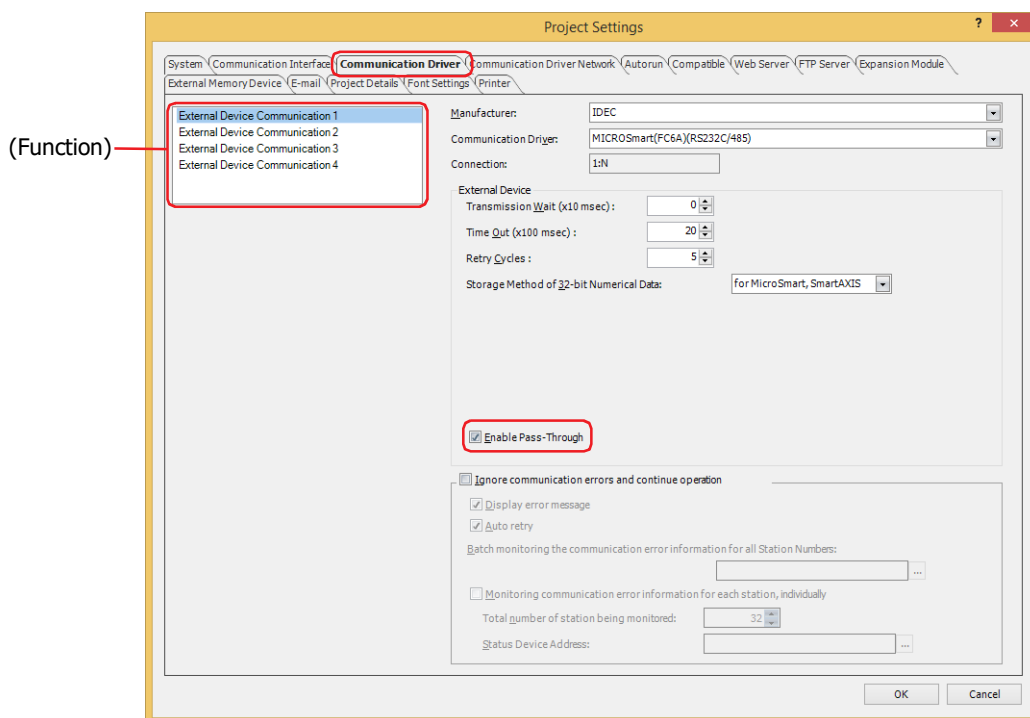 Project Settings
?
×
System
Communication Interface
Communication Driver
Communication Driver Network
Autorun
Compatible
Web Server
FTP Server
Expansion Module
External Memory Device
E-mail
Project Details
Font Settings
Printer
(Function)
External Device Communication 1
External Device Communication 2
External Device Communication 3
External Device Communication 4
Manufacturer:
IDEC
Communication Driver:
MICROSmart(FC6A)(RS232C/485)
Connection:
1:N
External Device
Transmission Wait (x10 msec) :
0
Time Out (x100 msec) :
20
Retry Cycles :
5
Storage Method of 32-bit Numerical Data:
for MicroSmart, SmartAXIS
Enable Pass-Through
Ignore communication errors and continue operation
Display error message
Auto retry
Batch monitoring the communication error information for all Station Numbers:
...
Monitoring communication error information for each station, individually
Total number of station being monitored:
32
Status Device Address:
...
OK
Cancel